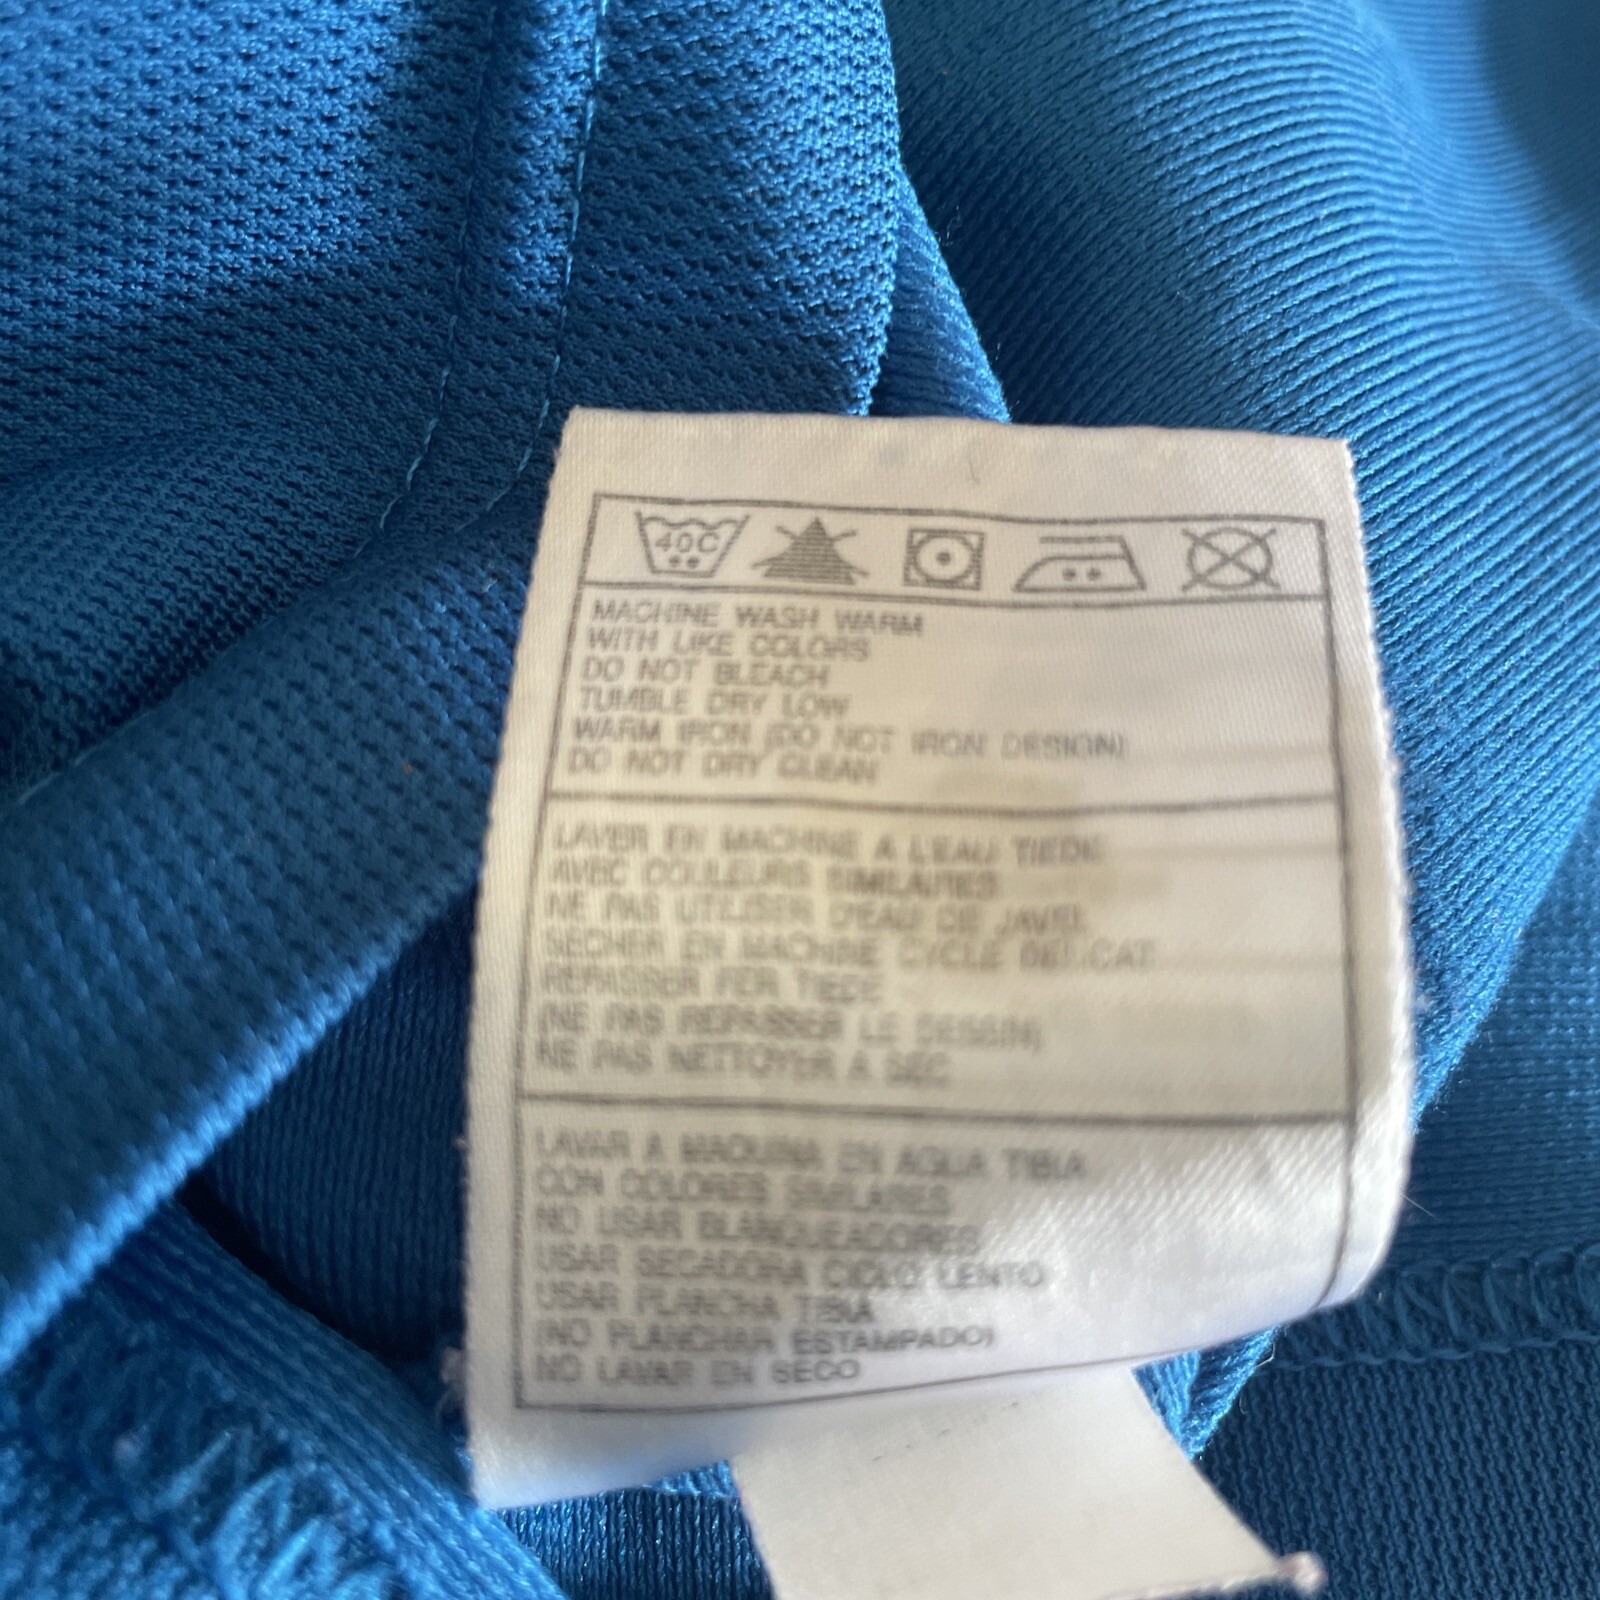 40C
MACHINE WASH WARM
WITH LIKE COLORS
DO NOT BLEACH
TUMBLE DRY LOW
WARM IRON (DO NOT IRON DESIGN)
DO NOT DRY CLEAN
LAVER EN MACHINE A L'EAU TIEDE
AVEC COULEURS SIMILAIRES
NE PAS UTILISER D'EAU DE JAVEL
SECHER EN MACHINE CYCLE DELICAT
REPASSER FER TIEDE
(NE PAS REPASSER LE DESSIN)
NE PAS NETTOYER A SEC
LAVAR A MAQUINA EN AGUA TIBIA
CON COLORES SIMILARES
NO USAR BLANQUEADORES
USAR SECADORA CICLO LENTO
USAR PLANCHA TIBIA
(NO PLANCHAR ESTAMPADO)
NO LAVAR EN SECO